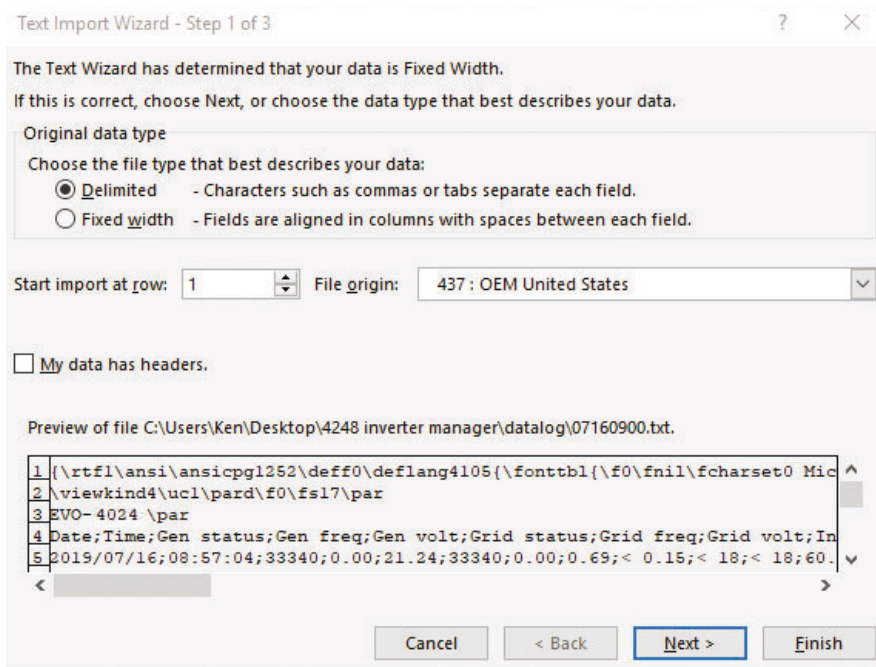 Text Import Wizard - Step 1 of 3 ?
The Text Wizard has determined that your data is Fixed Width.
If this is correct, choose Next, or choose the data type that best describes your data.
Original data type
Choose the file type that best describes your data:
Delimited - Characters such as commas or tabs separate each field.
Fixed width - Fields are aligned in columns with spaces between each field.
Start import at row: 1 File origin: 437 : OEM United States
My data has headers.
Preview of file C:\Users\Ken\Desktop\4248 inverter manager\datalog\07160900.txt.
1 {\rtf1\ansi\ansicpg1252\deff0\deflang4105{\fonttbl{\f0\fnil\fcharset0 Mic
2 \viewkind4\uc1\pard\f0\fs17\par
3 EVO-4024 \par
4 Date;Time;Gen status;Gen freq;Gen volt;Grid status;Grid freq;Grid volt;In
5 2019/07/16;08:57:04;33340;0.00;21.24;33340;0.00;0.69;< 0.15;< 18;< 18;60.
Cancel < Back Next > Finish